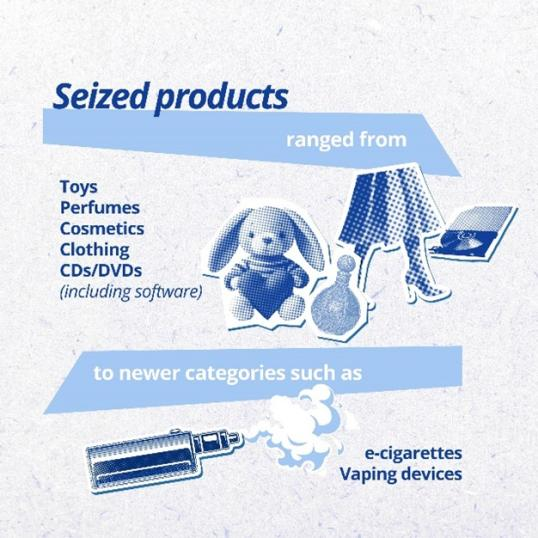 Seized products
ranged from
Toys
Perfumes
Cosmetics
Clothing
CDs/DVDs
(including software)
to newer categories such as
e-cigarettes
Vaping devices